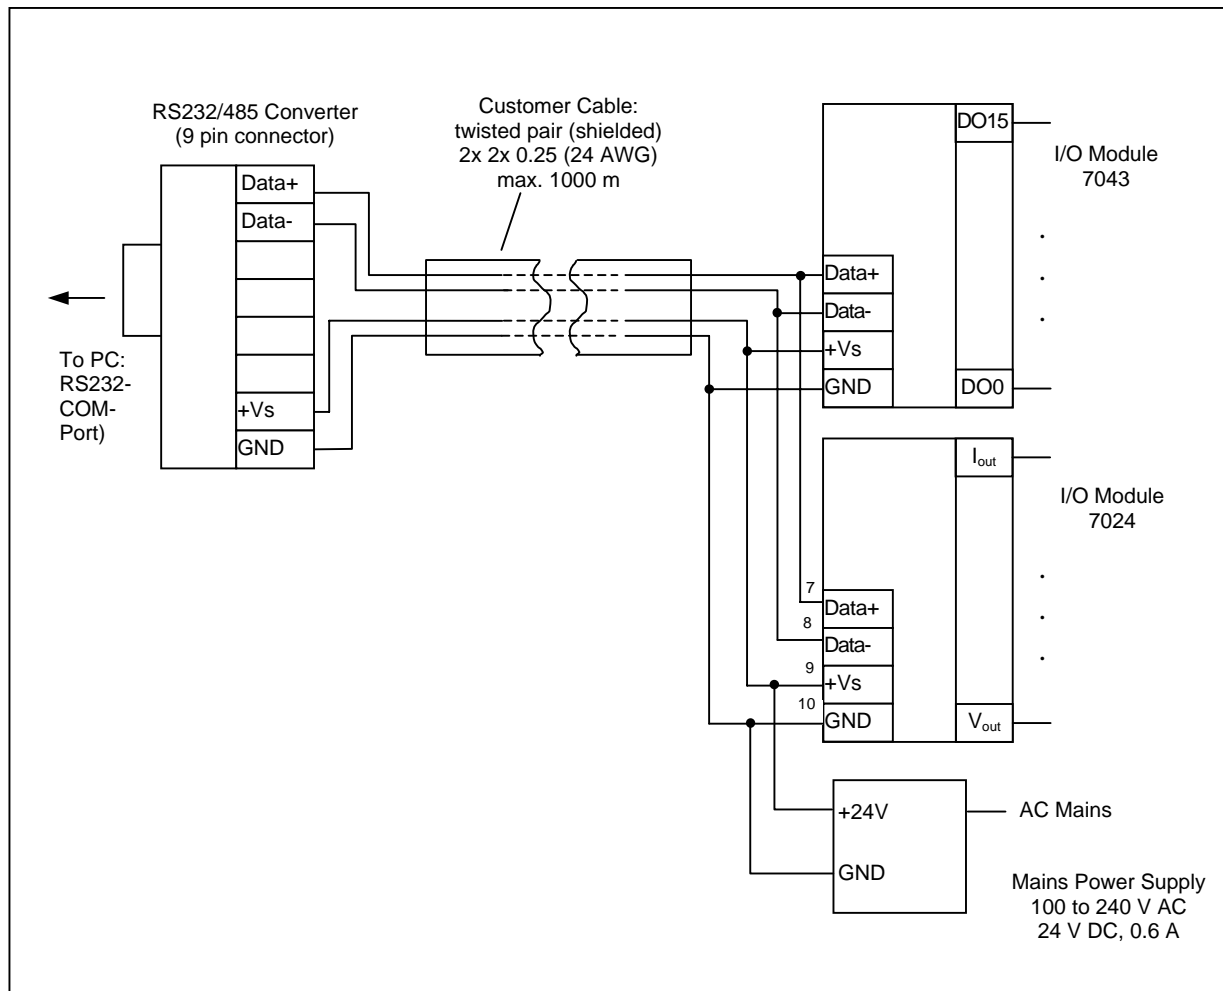 RS232/485 Converter
(9 pin connector)
Data+
Data-
+Vs
GND
To PC:
RS232-
COM-
Port)
Customer Cable:
twisted pair (shielded)
2x 2x 0.25 (24 AWG)
max. 1000 m
DO15
I/O Module
7043
Data+
Data-
+Vs
GND
DO0
Iout
I/O Module
7024
7
Data+
8
Data-
9
+Vs
10
GND
Vout
+24V
AC Mains
GND
Mains Power Supply
100 to 240 V AC
24 V DC, 0.6 A